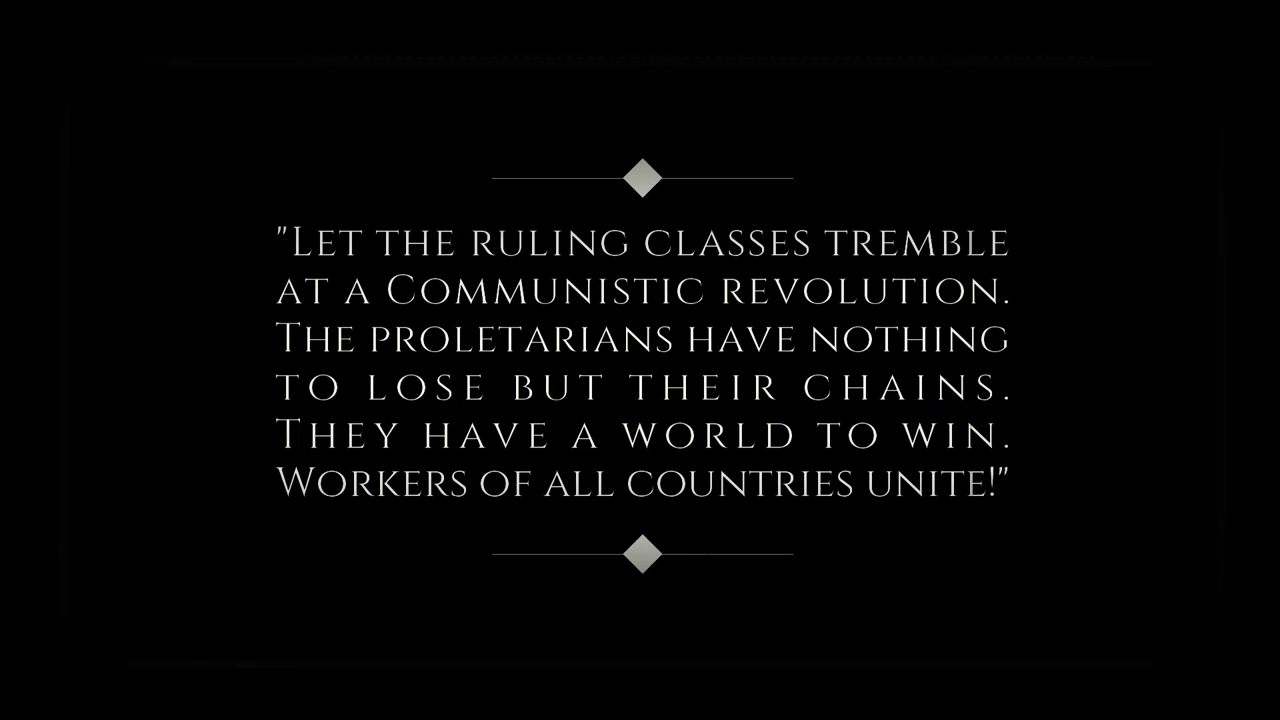 "Let the ruling classes tremble
at a Communistic revolution.
The proletarians have nothing
to lose but their chains.
They have a world to win.
Workers of all countries unite!"